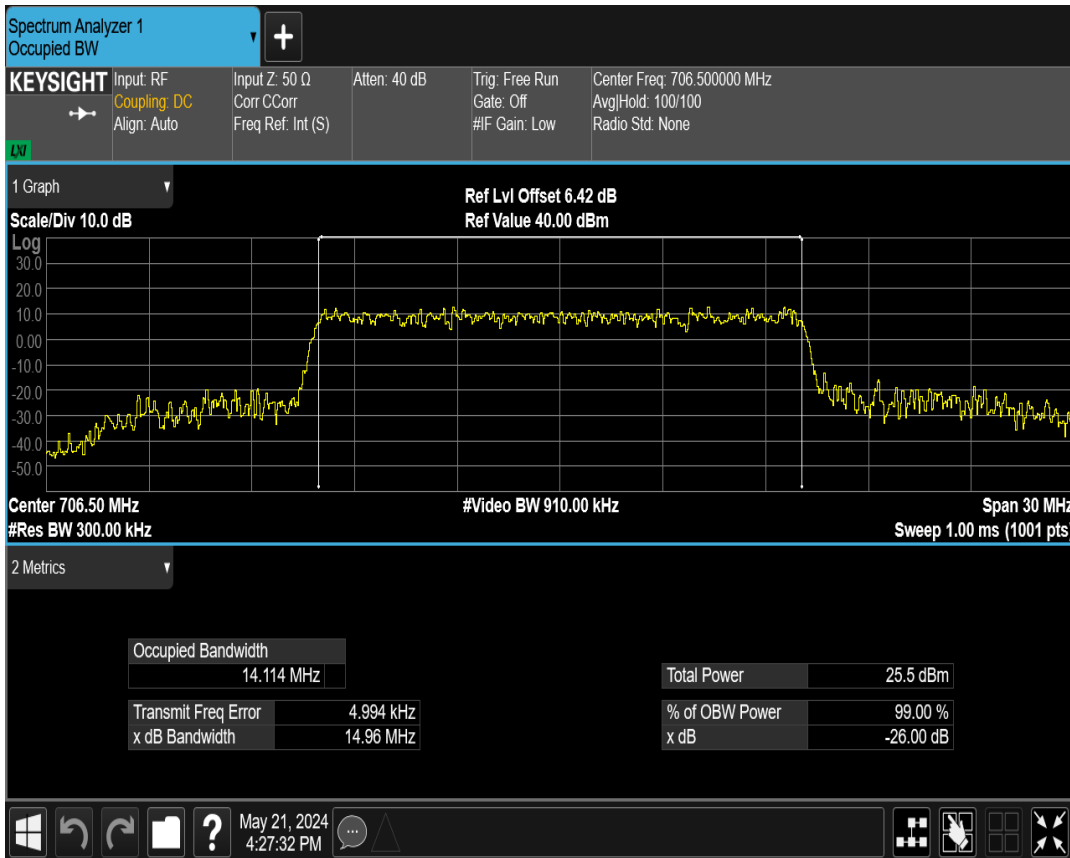 Spectrum Analyzer 1
Occupied BW
+
KEYSIGHT
LXI
Input: RF
Coupling: DC
Align: Auto
Input Z: 50 Ω
Corr CCorr
Freq Ref: Int (S)
Atten: 40 dB
Trig: Free Run
Gate: Off
#IF Gain: Low
Center Freq: 706.500000 MHz
Avg|Hold: 100/100
Radio Std: None
1 Graph
Scale/Div 10.0 dB
Ref Lvl Offset 6.42 dB
Ref Value 40.00 dBm
Log
30.0
20.0
10.0
0.00
-10.0
-20.0
-30.0
-40.0
-50.0
Center 706.50 MHz
#Video BW 910.00 kHz
Span 30 MHz
#Res BW 300.00 kHz
Sweep 1.00 ms (1001 pts)
2 Metrics
Occupied Bandwidth
14.114 MHz
Total Power 25.5 dBm
Transmit Freq Error 4.994 kHz
% of OBW Power 99.00 %
x dB Bandwidth 14.96 MHz
x dB -26.00 dB
?
May 21, 2024
4:27:32 PM